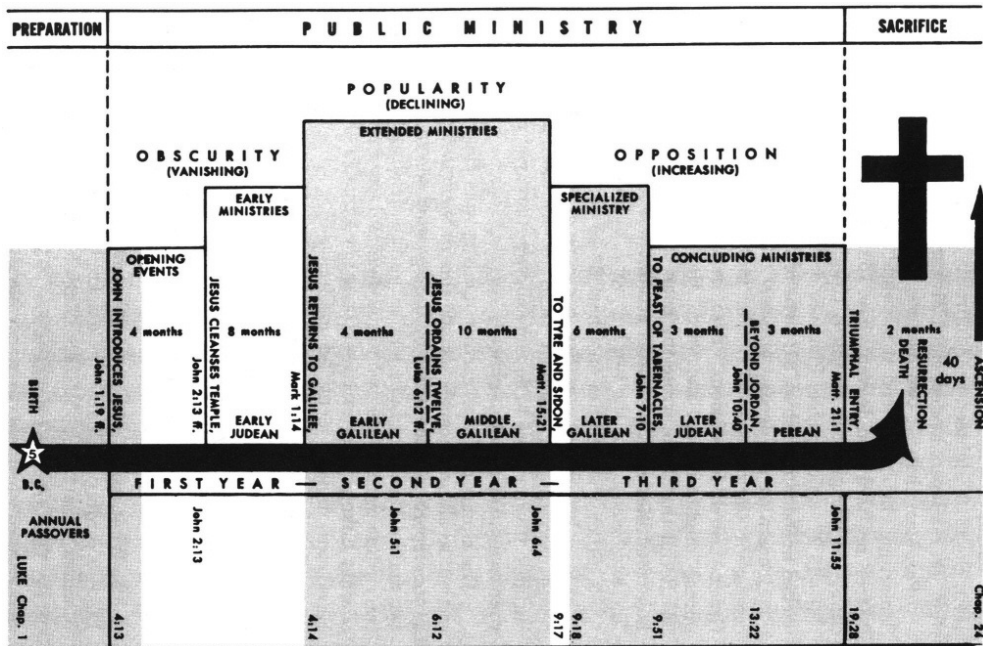 PREPARATION
PUBLIC MINISTRY
SACRIFICE
POPULARITY
(DECLINING)
EXTENDED MINISTRIES
OBSCURITY
(VANISHING)
OPPOSITION
(INCREASING)
EARLY
MINISTRIES
SPECIALIZED
MINISTRY
OPENING
EVENTS
CONCLUDING MINISTRIES
JOHN INTRODUCES JESUS,
John 1:19 ff.
4 months
JESUS CLEANSES TEMPLE,
John 2:13 ff.
8 months
JESUS RETURNS TO GALILEE,
Mark 1:14
4 months
JESUS ORDAINS TWELVE,
Luke 6:12 ff.
10 months
TO TYRE AND SIDON
Matt. 15:21
6 months
TO FEAST OF TABERNACLES,
John 7:10
3 months
BEYOND JORDAN,
John 10:40
3 months
TRIUMPHAL ENTRY,
Matt. 21:1
2 months
DEATH
RESURRECTION
40
days
ASCENSION
BIRTH
EARLY
JUDEAN
EARLY
GALILEAN
MIDDLE,
GALILEAN
LATER
GALILEAN
LATER
JUDEAN
PEREAN
5
B.C.
FIRST YEAR — SECOND YEAR — THIRD YEAR
ANNUAL
PASSOVERS
John 2:13
John 5:1
John 6:4
John 11:55
LUKE Chap. 1
4:13
4:14
6:12
9:17
9:18
9:51
13:22
19:28
Chap. 24